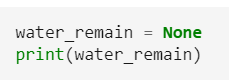 water_remain = None
print(water_remain)